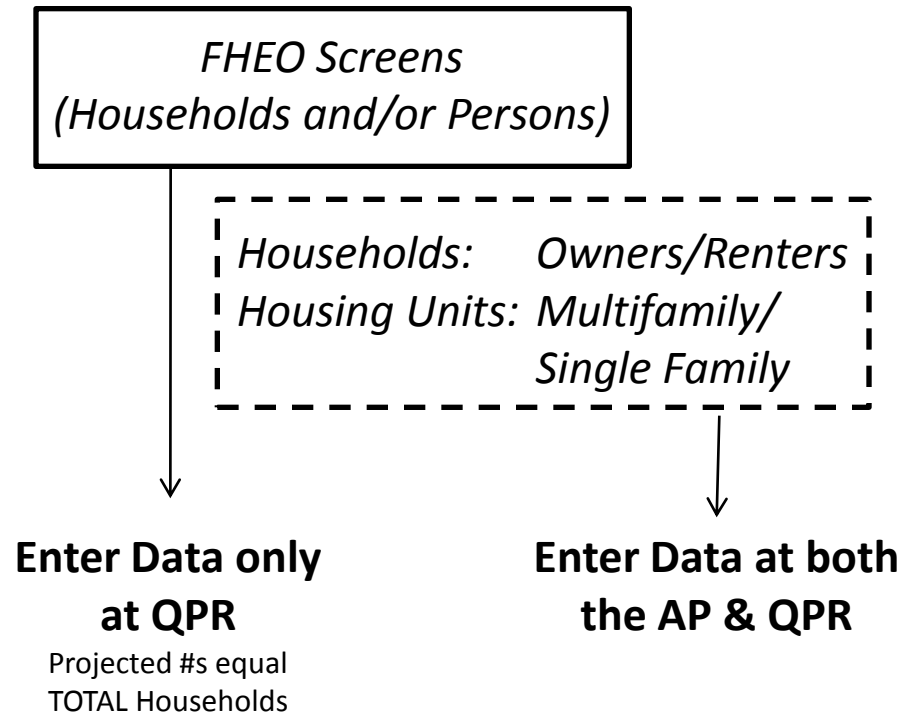 FHEO Screens
(Households and/or Persons)
Households: Owners/Renters
Housing Units: Multifamily/
Single Family
Enter Data only
at QPR
Projected #s equal
TOTAL Households
Enter Data at both
the AP & QPR